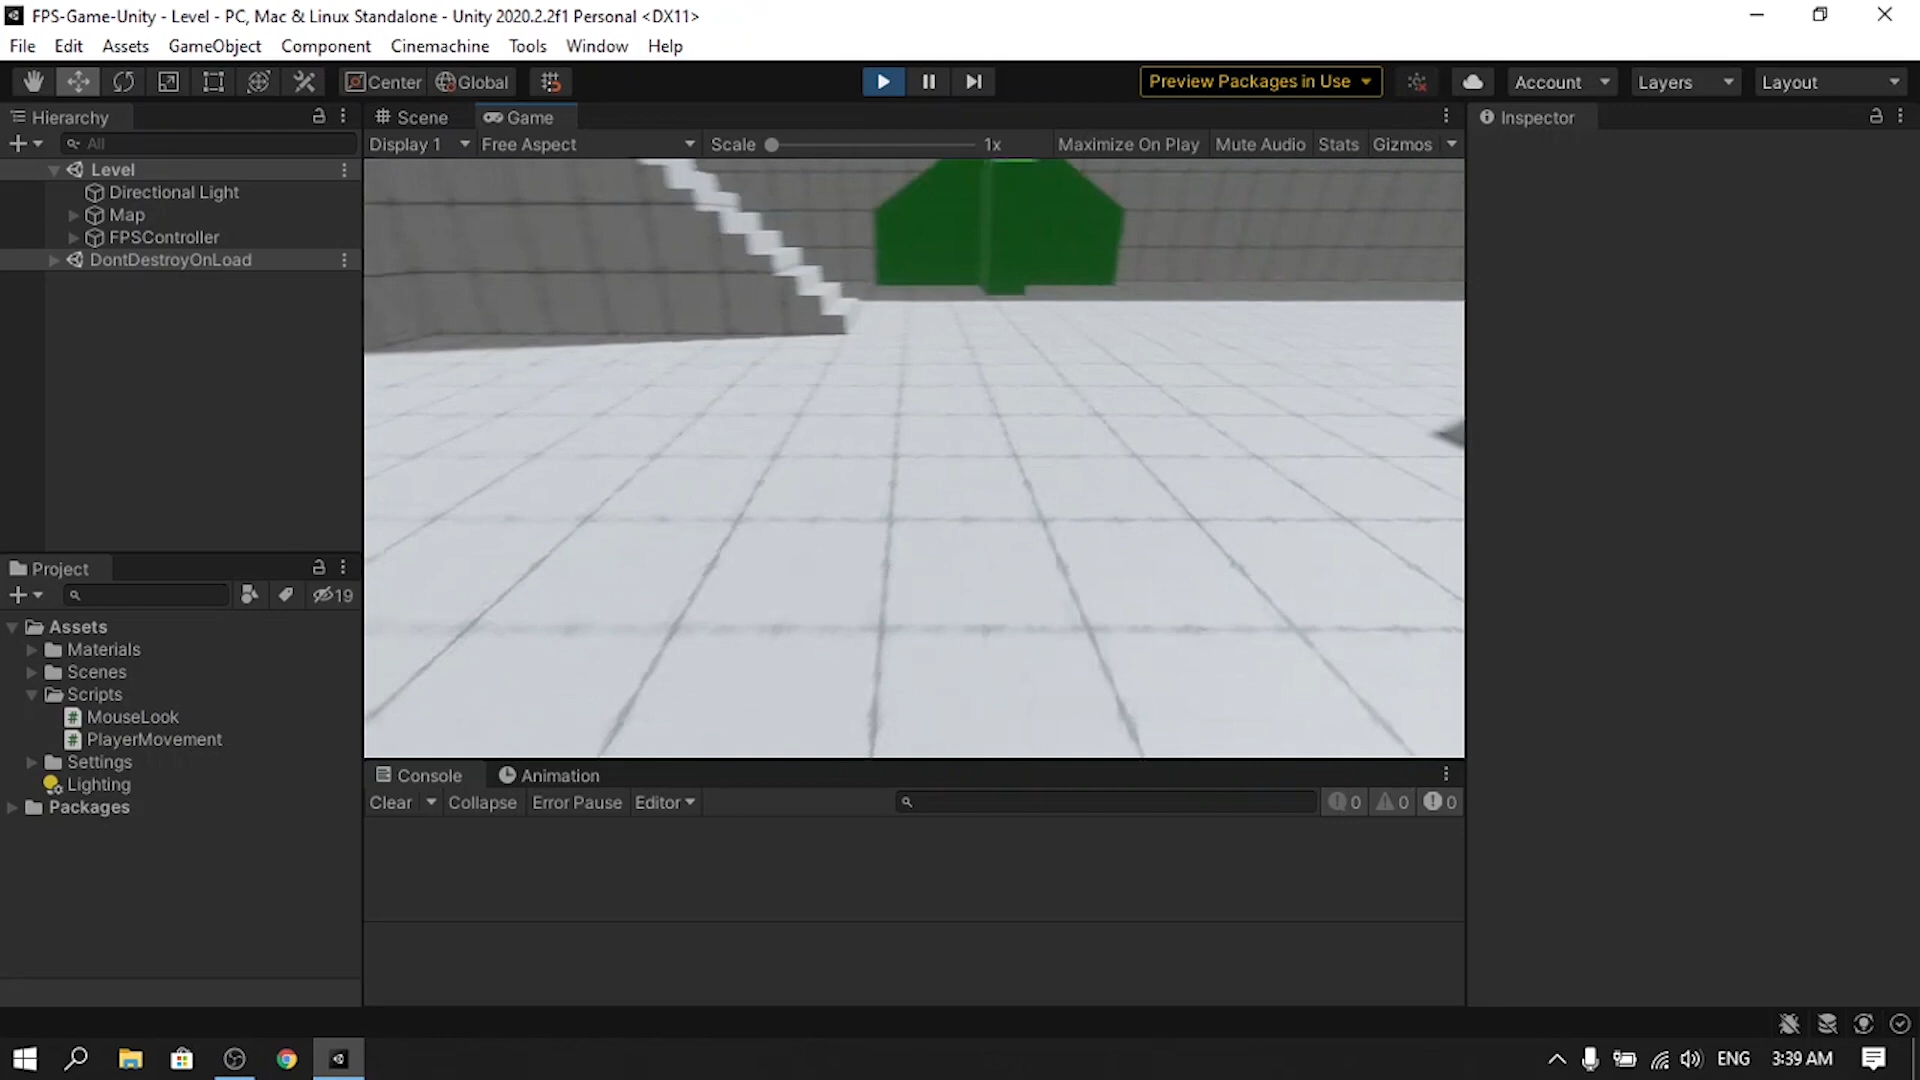 FPS-Game-Unity - Level - PC, Mac & Linux Standalone - Unity 2020.2.2f1 Personal <DX11>
File Edit Assets GameObject Component Cinemachine Tools Window Help
Center Global Preview Packages in Use Account Layers Layout
Hierarchy
All
Level
Directional Light
Map
FPSController
DontDestroyOnLoad
Scene Game
Display 1 Free Aspect Scale 1x Maximize On Play Mute Audio Stats Gizmos
Inspector
Project
19
Assets
Materials
Scenes
Scripts
MouseLook
PlayerMovement
Settings
Lighting
Packages
Console Animation
Clear Collapse Error Pause Editor 0 0 0
ENG 3:39 AM